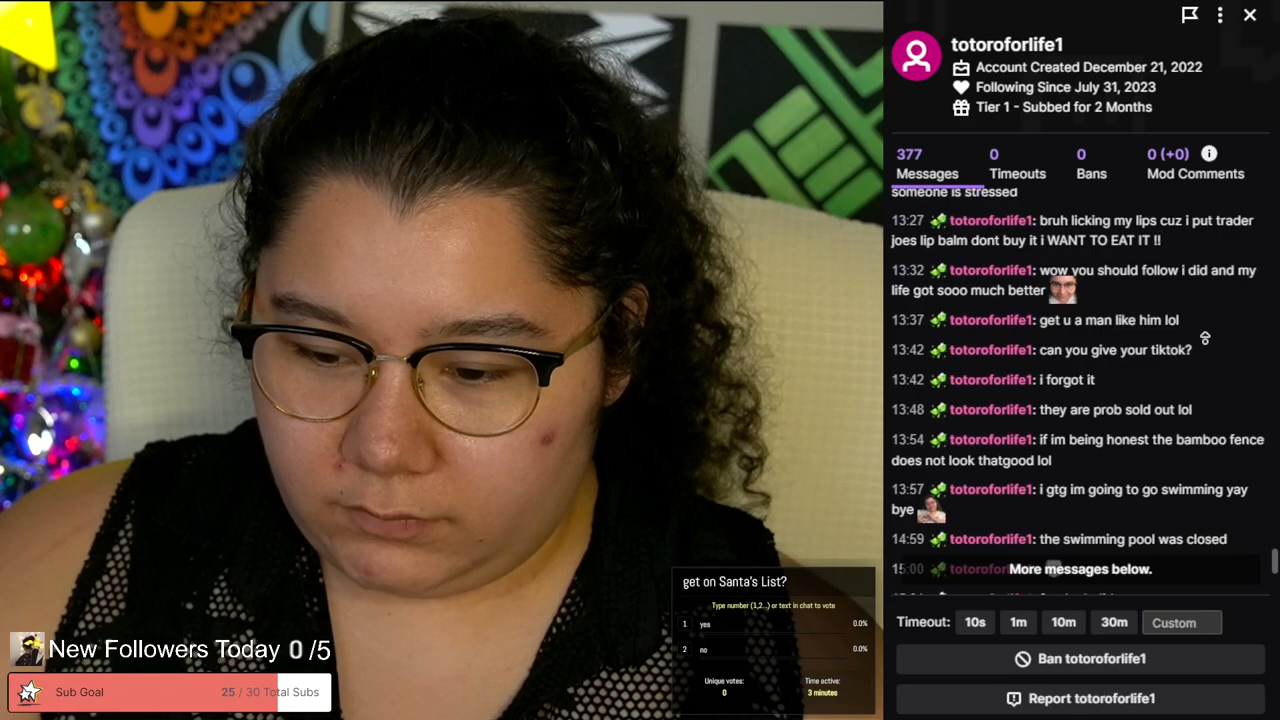 totoroforlife1
Account Created December 21, 2022
Following Since July 31, 2023
Tier 1 - Subbed for 2 Months
377 0 0 0 (+0)
Messages Timeouts Bans Mod Comments
someone is stressed
13:27 totoroforlife1: bruh licking my lips cuz i put trader
joes lip balm dont buy it i WANT TO EAT IT !!
13:32 totoroforlife1: wow you should follow i did and my
life got sooo much better
13:37 totoroforlife1: get u a man like him lol
13:42 totoroforlife1: can you give your tiktok?
13:42 totoroforlife1: i forgot it
13:48 totoroforlife1: they are prob sold out lol
13:54 totoroforlife1: if im being honest the bamboo fence
does not look thatgood lol
13:57 totoroforlife1: i gtg im going to go swimming yay
bye
14:59 totoroforlife1: the swimming pool was closed
15:00 totorofor More messages below.
Timeout: 10s 1m 10m 30m Custom
Ban totoroforlife1
Report totoroforlife1
get on Santa's List?
Type number (1,2...) or text in chat to vote
1 yes 0.0%
2 no 0.0%
Unique votes: Time active:
0 3 minutes
New Followers Today 0 /5
Sub Goal 25 / 30 Total Subs